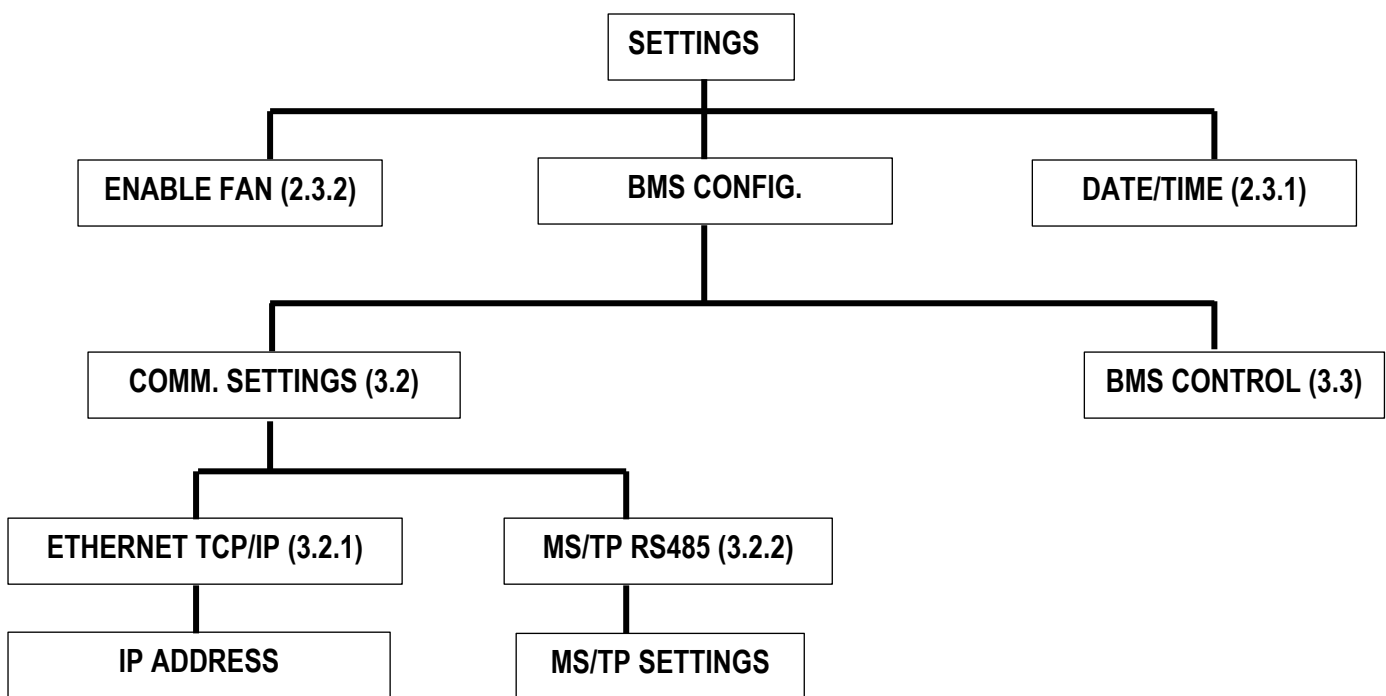 SETTINGS
ENABLE FAN (2.3.2)
BMS CONFIG.
DATE/TIME (2.3.1)
COMM. SETTINGS (3.2)
BMS CONTROL (3.3)
ETHERNET TCP/IP (3.2.1)
MS/TP RS485 (3.2.2)
IP ADDRESS
MS/TP SETTINGS